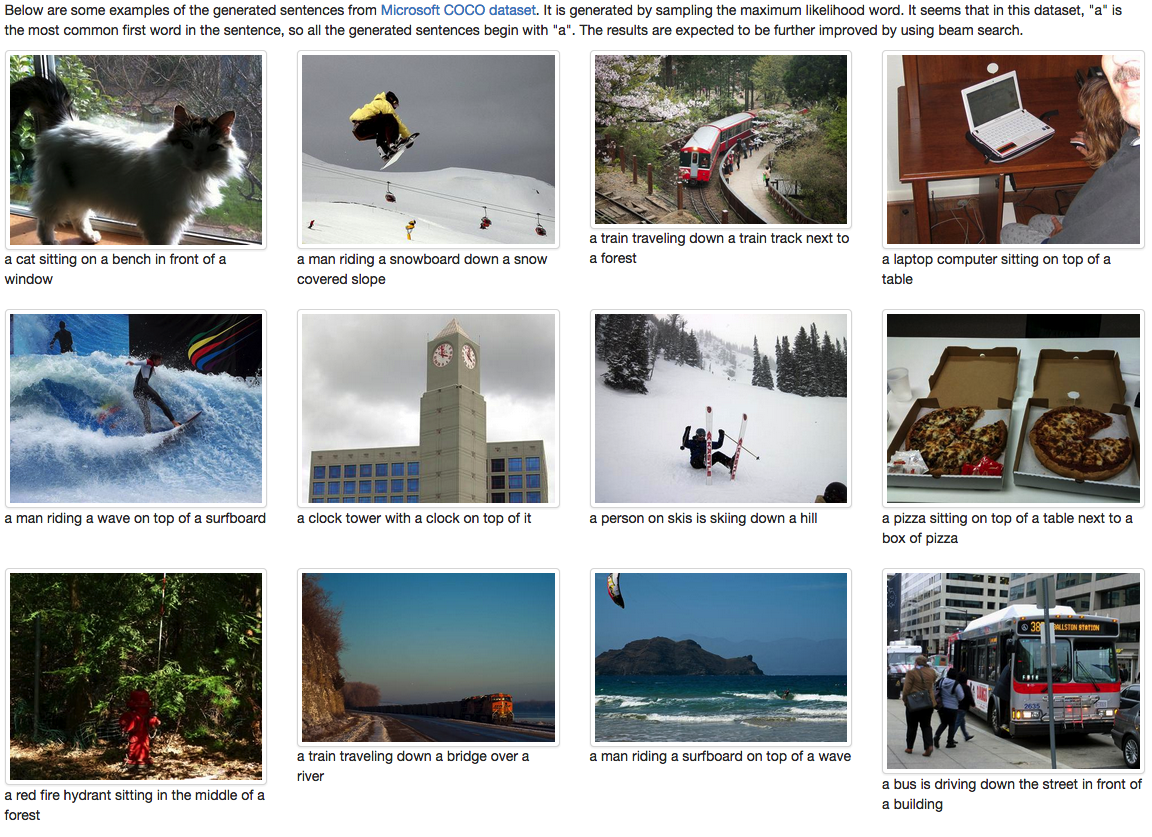 Below are some examples of the generated sentences from Microsoft COCO dataset. It is generated by sampling the maximum likelihood word. It seems that in this dataset, "a" is
the most common first word in the sentence, so all the generated sentences begin with "a". The results are expected to be further improved by using beam search.
a cat sitting on a bench in front of a
window
a man riding a snowboard down a snow
covered slope
a train traveling down a train track next to
a forest
a laptop computer sitting on top of a
table
a man riding a wave on top of a surfboard
a clock tower with a clock on top of it
a person on skis is skiing down a hill
a pizza sitting on top of a table next to a
box of pizza
a red fire hydrant sitting in the middle of a
forest
a train traveling down a bridge over a
river
a man riding a surfboard on top of a wave
38
2635
a bus is driving down the street in front of
a building